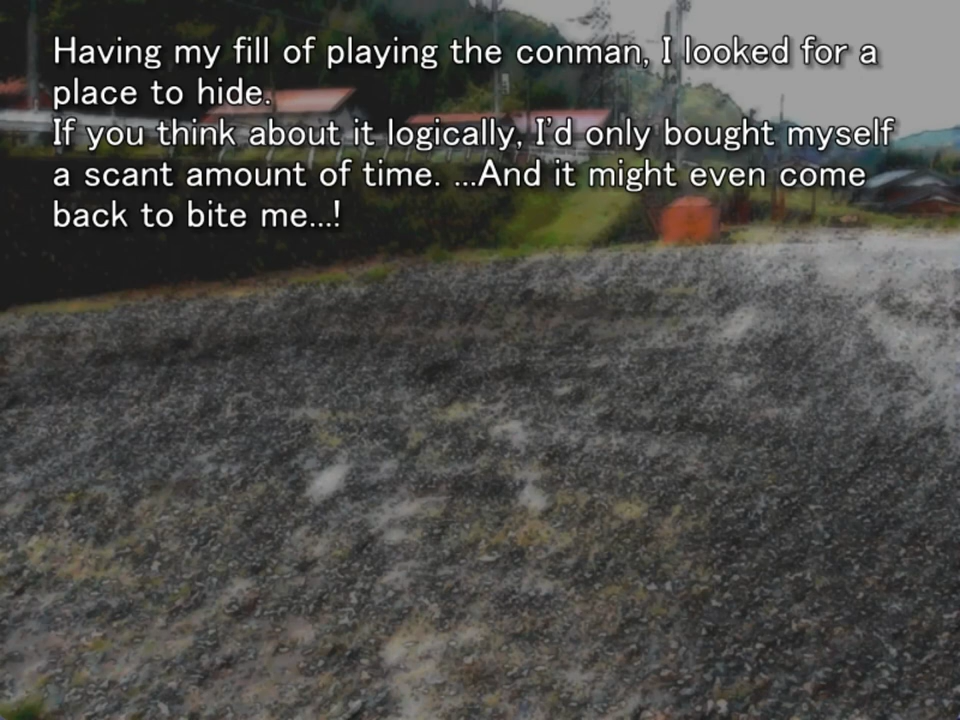 Having my fill of playing the conman, I looked for a
place to hide.
If you think about it logically, I'd only bought myself
a scant amount of time. ...And it might even come
back to bite me...!